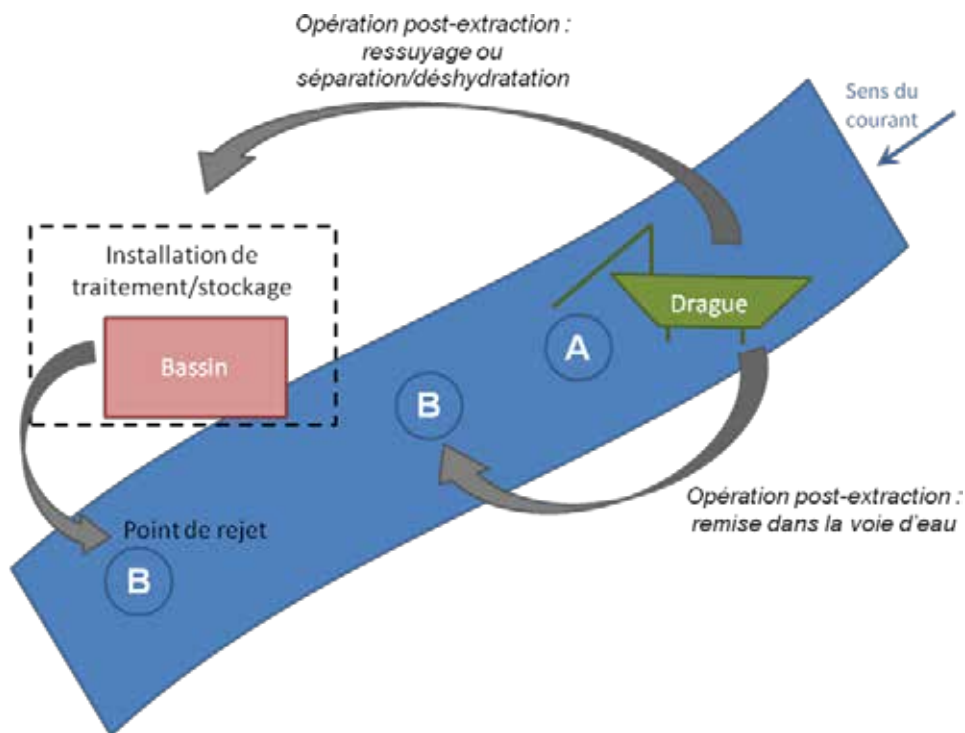 Opération post-extraction :
ressuyage ou
séparation/déshydratation
Sens du
courant
Installation de
traitement/stockage
Drague
Bassin
A
B
Opération post-extraction :
remise dans la voie d'eau
Point de rejet
B